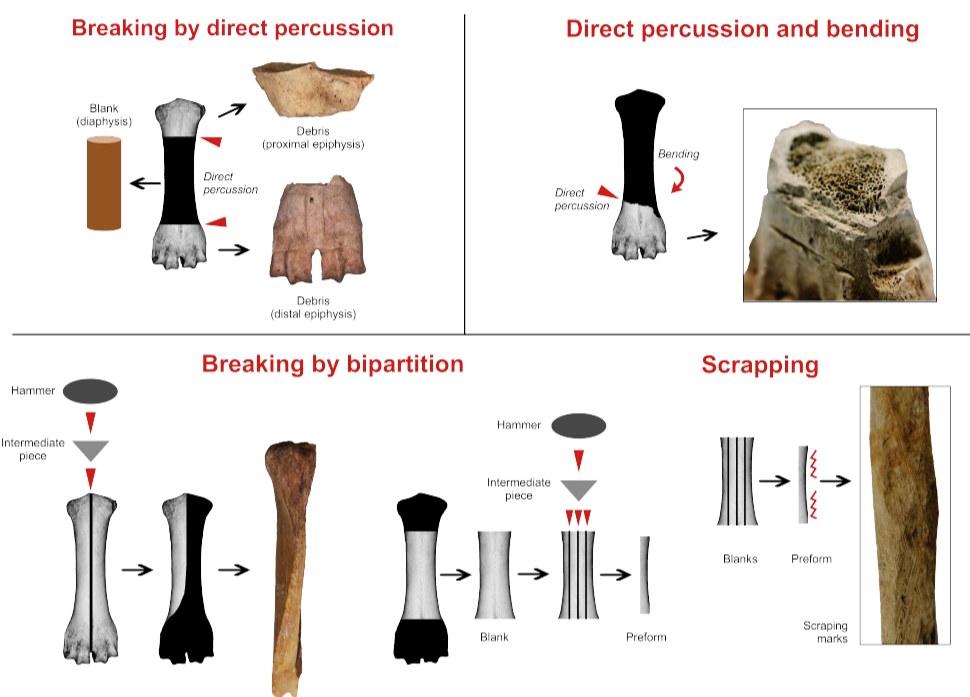 Breaking by direct percussion
Blank
(diaphysis)
Direct
percussion
Debris
(proximal epiphysis)
Debris
(distal epiphysis)
Direct percussion and bending
Bending
Direct
percussion
Breaking by bipartition
Hammer
Intermediate
piece
Hammer
Intermediate
piece
Blank
Preform
Scrapping
Blanks
Preform
Scraping
marks